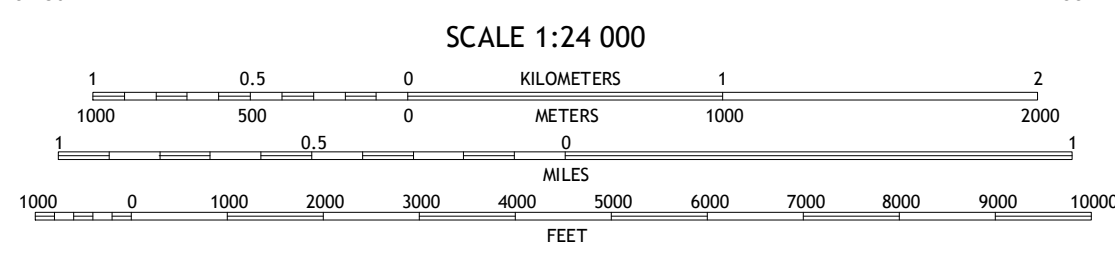 SCALE 1:24 000
1 0.5 0 KILOMETERS 1 2
1000 500 0 METERS 1000 2000
1 0.5 0 1
MILES
1000 0 1000 2000 3000 4000 5000 6000 7000 8000 9000 10000
FEET